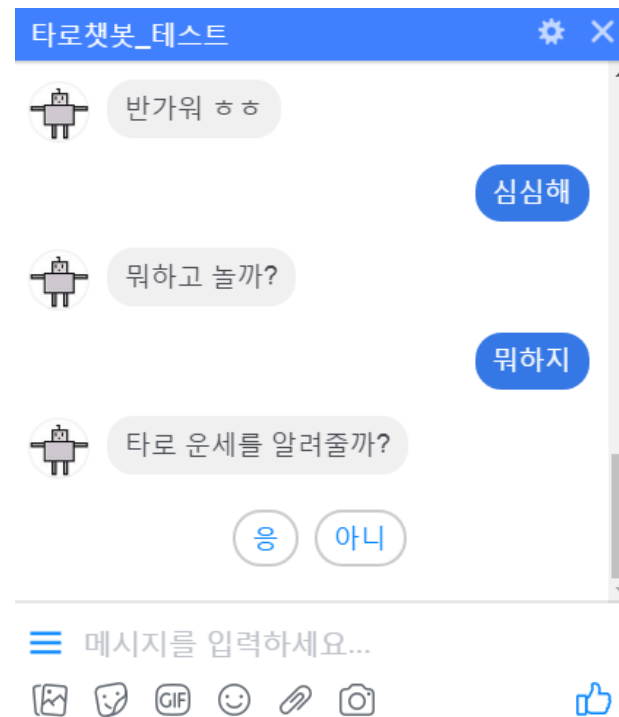 타로챗봇_테스트
반가워 ㅎㅎ
심심해
뭐하고 놀까?
뭐하지
타로 운세를 알려줄까?
응 아니
메시지를 입력하세요...
GIF